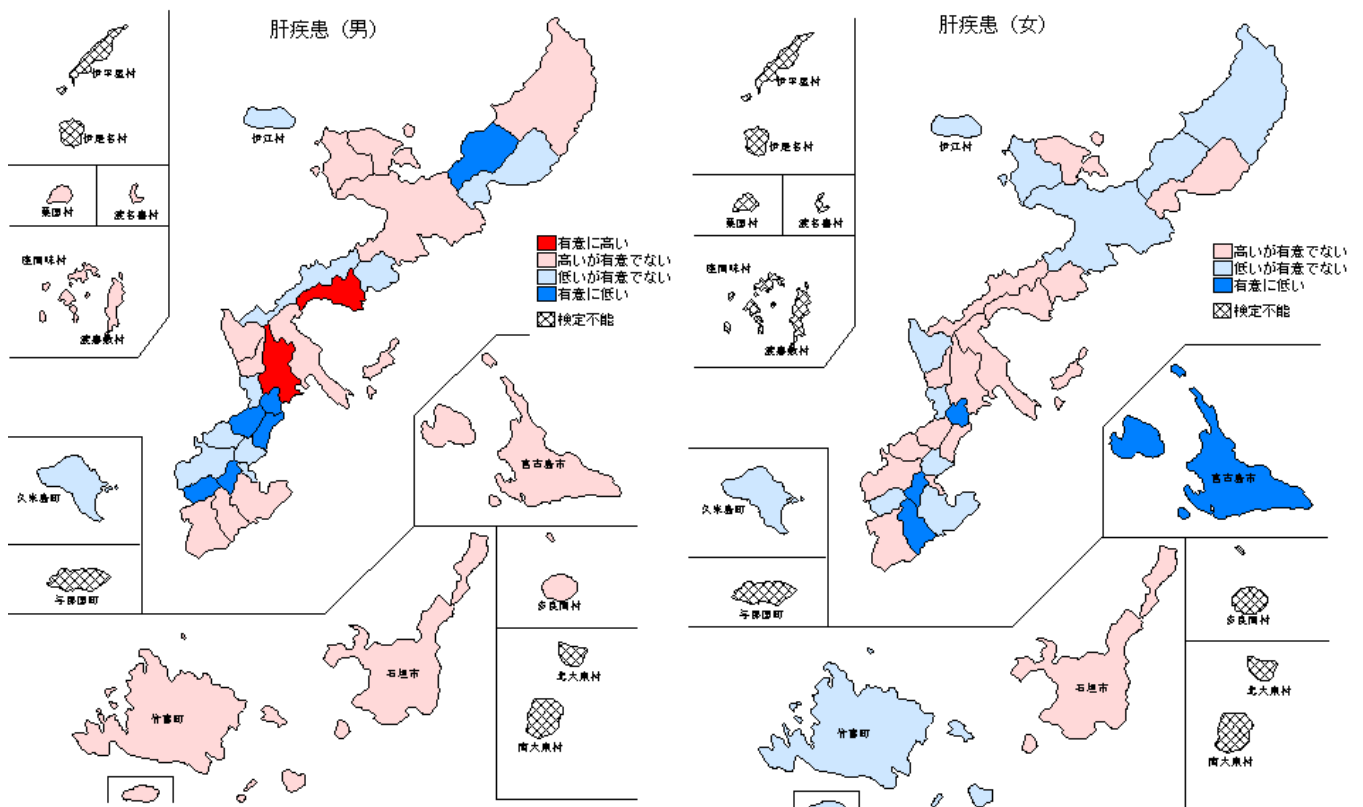 肝疾患（男）
伊平屋村
伊是名村
伊江村
粟国村
渡名喜村
座間味村
渡嘉敷村
有意に高い
高いが有意でない
低いが有意でない
有意に低い
検定不能
久米島町
宮古島市
与那国町
多良間村
石垣市
北大東村
竹富町
南大東村
肝疾患（女）
伊平屋村
伊是名村
伊江村
粟国村
渡名喜村
座間味村
渡嘉敷村
高いが有意でない
低いが有意でない
有意に低い
検定不能
久米島町
宮古島市
与那国町
多良間村
石垣市
北大東村
竹富町
南大東村